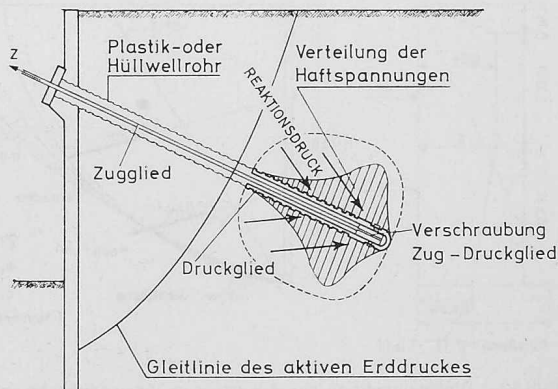 Z
Plastik- oder
Hüllwellrohr
Verteilung der
Haftspannungen
REAKTIONSDRUCK
Zugglied
Druckglied
Verschraubung
Zug - Druckglied
Gleitlinie des aktiven Erddruckes